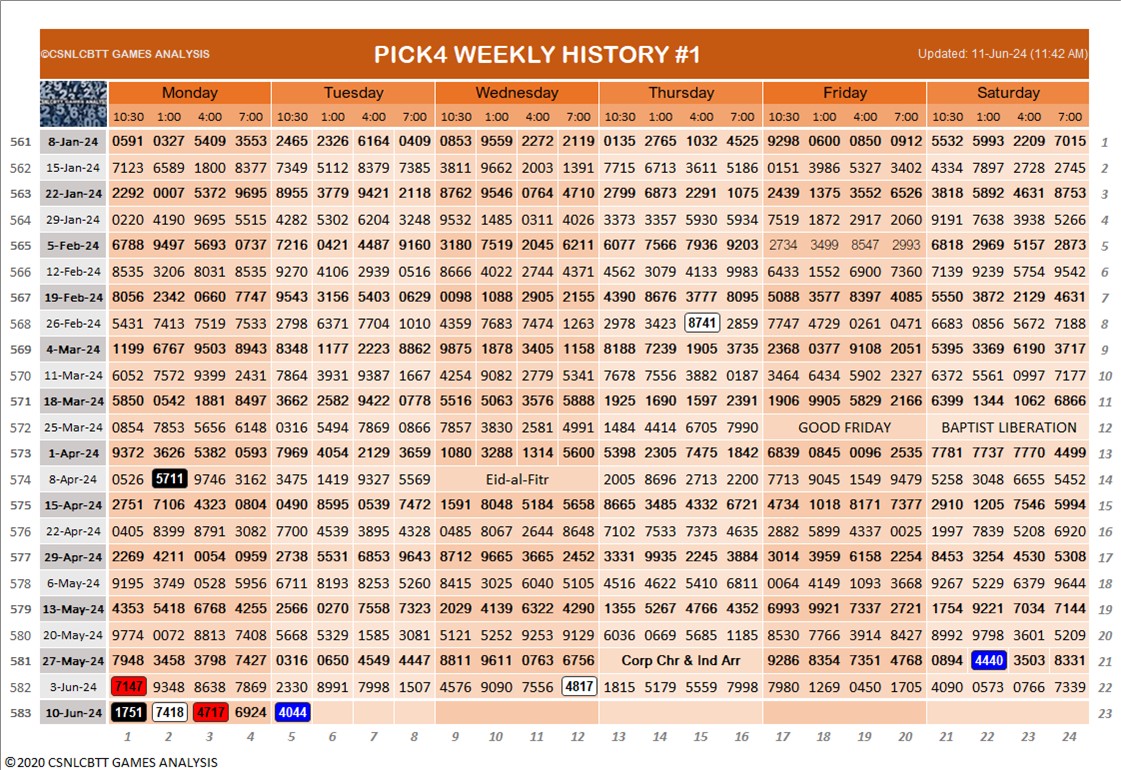 ©CSNLCBTT GAMES ANALYSIS PICK4 WEEKLY HISTORY #1 Updated: 11-Jun-24 (11:42 AM)
CSNLCBTT GAMES ANALYSIS Monday Tuesday Wednesday Thursday Friday Saturday
10:30 1:00 4:00 7:00 10:30 1:00 4:00 7:00 10:30 1:00 4:00 7:00 10:30 1:00 4:00 7:00 10:30 1:00 4:00 7:00 10:30 1:00 4:00 7:00
561 8-Jan-24 0591 0327 5409 3553 2465 2326 6164 0409 0853 9559 2272 2119 0135 2765 1032 4525 9298 0600 0850 0912 5532 5993 2209 7015 1
562 15-Jan-24 7123 6589 1800 8377 7349 5112 8379 7385 3811 9662 2003 1391 7715 6713 3611 5186 0151 3986 5327 3402 4334 7897 2728 2745 2
563 22-Jan-24 2292 0007 5372 9695 8955 3779 9421 2118 8762 9546 0764 4710 2799 6873 2291 1075 2439 1375 3552 6526 3818 5892 4631 8753 3
564 29-Jan-24 0220 4190 9695 5515 4282 5302 6204 3248 9532 1485 0311 4026 3373 3357 5930 5934 7519 1872 2917 2060 9191 7638 3938 5266 4
565 5-Feb-24 6788 9497 5693 0737 7216 0421 4487 9160 3180 7519 2045 6211 6077 7566 7936 9203 2734 3499 8547 2993 6818 2969 5157 2873 5
566 12-Feb-24 8535 3206 8031 8535 9270 4106 2939 0516 8666 4022 2744 4371 4562 3079 4133 9983 6433 1552 6900 7360 7139 9239 5754 9542 6
567 19-Feb-24 8056 2342 0660 7747 9543 3156 5403 0629 0098 1088 2905 2155 4390 8676 3777 8095 5088 3577 8397 4085 5550 3872 2129 4631 7
568 26-Feb-24 5431 7413 7519 7533 2798 6371 7704 1010 4359 7683 7474 1263 2978 3423 8741 2859 7747 4729 0261 0471 6683 0856 5672 7188 8
569 4-Mar-24 1199 6767 9503 8943 8348 1177 2223 8862 9875 1878 3405 1158 8188 7239 1905 3735 2368 0377 9108 2051 5395 3369 6190 3717 9
570 11-Mar-24 6052 7572 9399 2431 7864 3931 9387 1667 4254 9082 2779 5341 7678 7556 3882 0187 3464 6434 5902 2327 6372 5561 0997 7177 10
571 18-Mar-24 5850 0542 1881 8497 3662 2582 9422 0778 5516 5063 3576 5888 1925 1690 1597 2391 1906 9905 5829 2166 6399 1344 1062 6866 11
572 25-Mar-24 0854 7853 5656 6148 0316 5494 7869 0866 7857 3830 2581 4991 1484 4414 6705 7990 GOOD FRIDAY BAPTIST LIBERATION 12
573 1-Apr-24 9372 3626 5382 0593 7969 4054 2129 3659 1080 3288 1314 5600 5398 2305 7475 1842 6839 0845 0096 2535 7781 7737 7770 4499 13
574 8-Apr-24 0526 5711 9746 3162 3475 1419 9327 5569 Eid-al-Fitr 2005 8696 2713 2200 7713 9045 1549 9479 5258 3048 6655 5452 14
575 15-Apr-24 2751 7106 4323 0804 0490 8595 0539 7472 1591 8048 5184 5658 8665 3485 4332 6721 4734 1018 8171 7377 2910 1205 7546 5994 15
576 22-Apr-24 0405 8399 8791 3082 7700 4539 3895 4328 0485 8067 2644 8648 7102 7533 7373 4635 2882 5899 4337 0025 1997 7839 5208 6920 16
577 29-Apr-24 2269 4211 0054 0959 2738 5531 6853 9643 8712 9665 3665 2452 3331 9935 2245 3884 3014 3959 6158 2254 8453 3254 4530 5308 17
578 6-May-24 9195 3749 0528 5956 6711 8193 8253 5260 8415 3025 6040 5105 4516 4622 5410 6811 0064 4149 1093 3668 9267 5229 6379 9644 18
579 13-May-24 4353 5418 6768 4255 2566 0270 7558 7323 2029 4139 6322 4290 1355 5267 4766 4352 6993 9921 7337 2721 1754 9221 7034 7144 19
580 20-May-24 9774 0072 8813 7408 5668 5329 1585 3081 5121 5252 9253 9129 6036 0669 5685 1185 8530 7766 3914 8427 8992 9798 3601 5209 20
581 27-May-24 7948 3458 3798 7427 0316 0650 4549 4447 8811 9611 0763 6756 Corp Chr & Ind Arr 9286 8354 7351 4768 0894 4440 3503 8331 21
582 3-Jun-24 7147 9348 8638 7869 2330 8991 7998 1507 4576 9090 7556 4817 1815 5179 5559 7998 7980 1269 0450 1705 4090 0573 0766 7339 22
583 10-Jun-24 1751 7418 4717 6924 4044 23
1 2 3 4 5 6 7 8 9 10 11 12 13 14 15 16 17 18 19 20 21 22 23 24
©2020 CSNLCBTT GAMES ANALYSIS